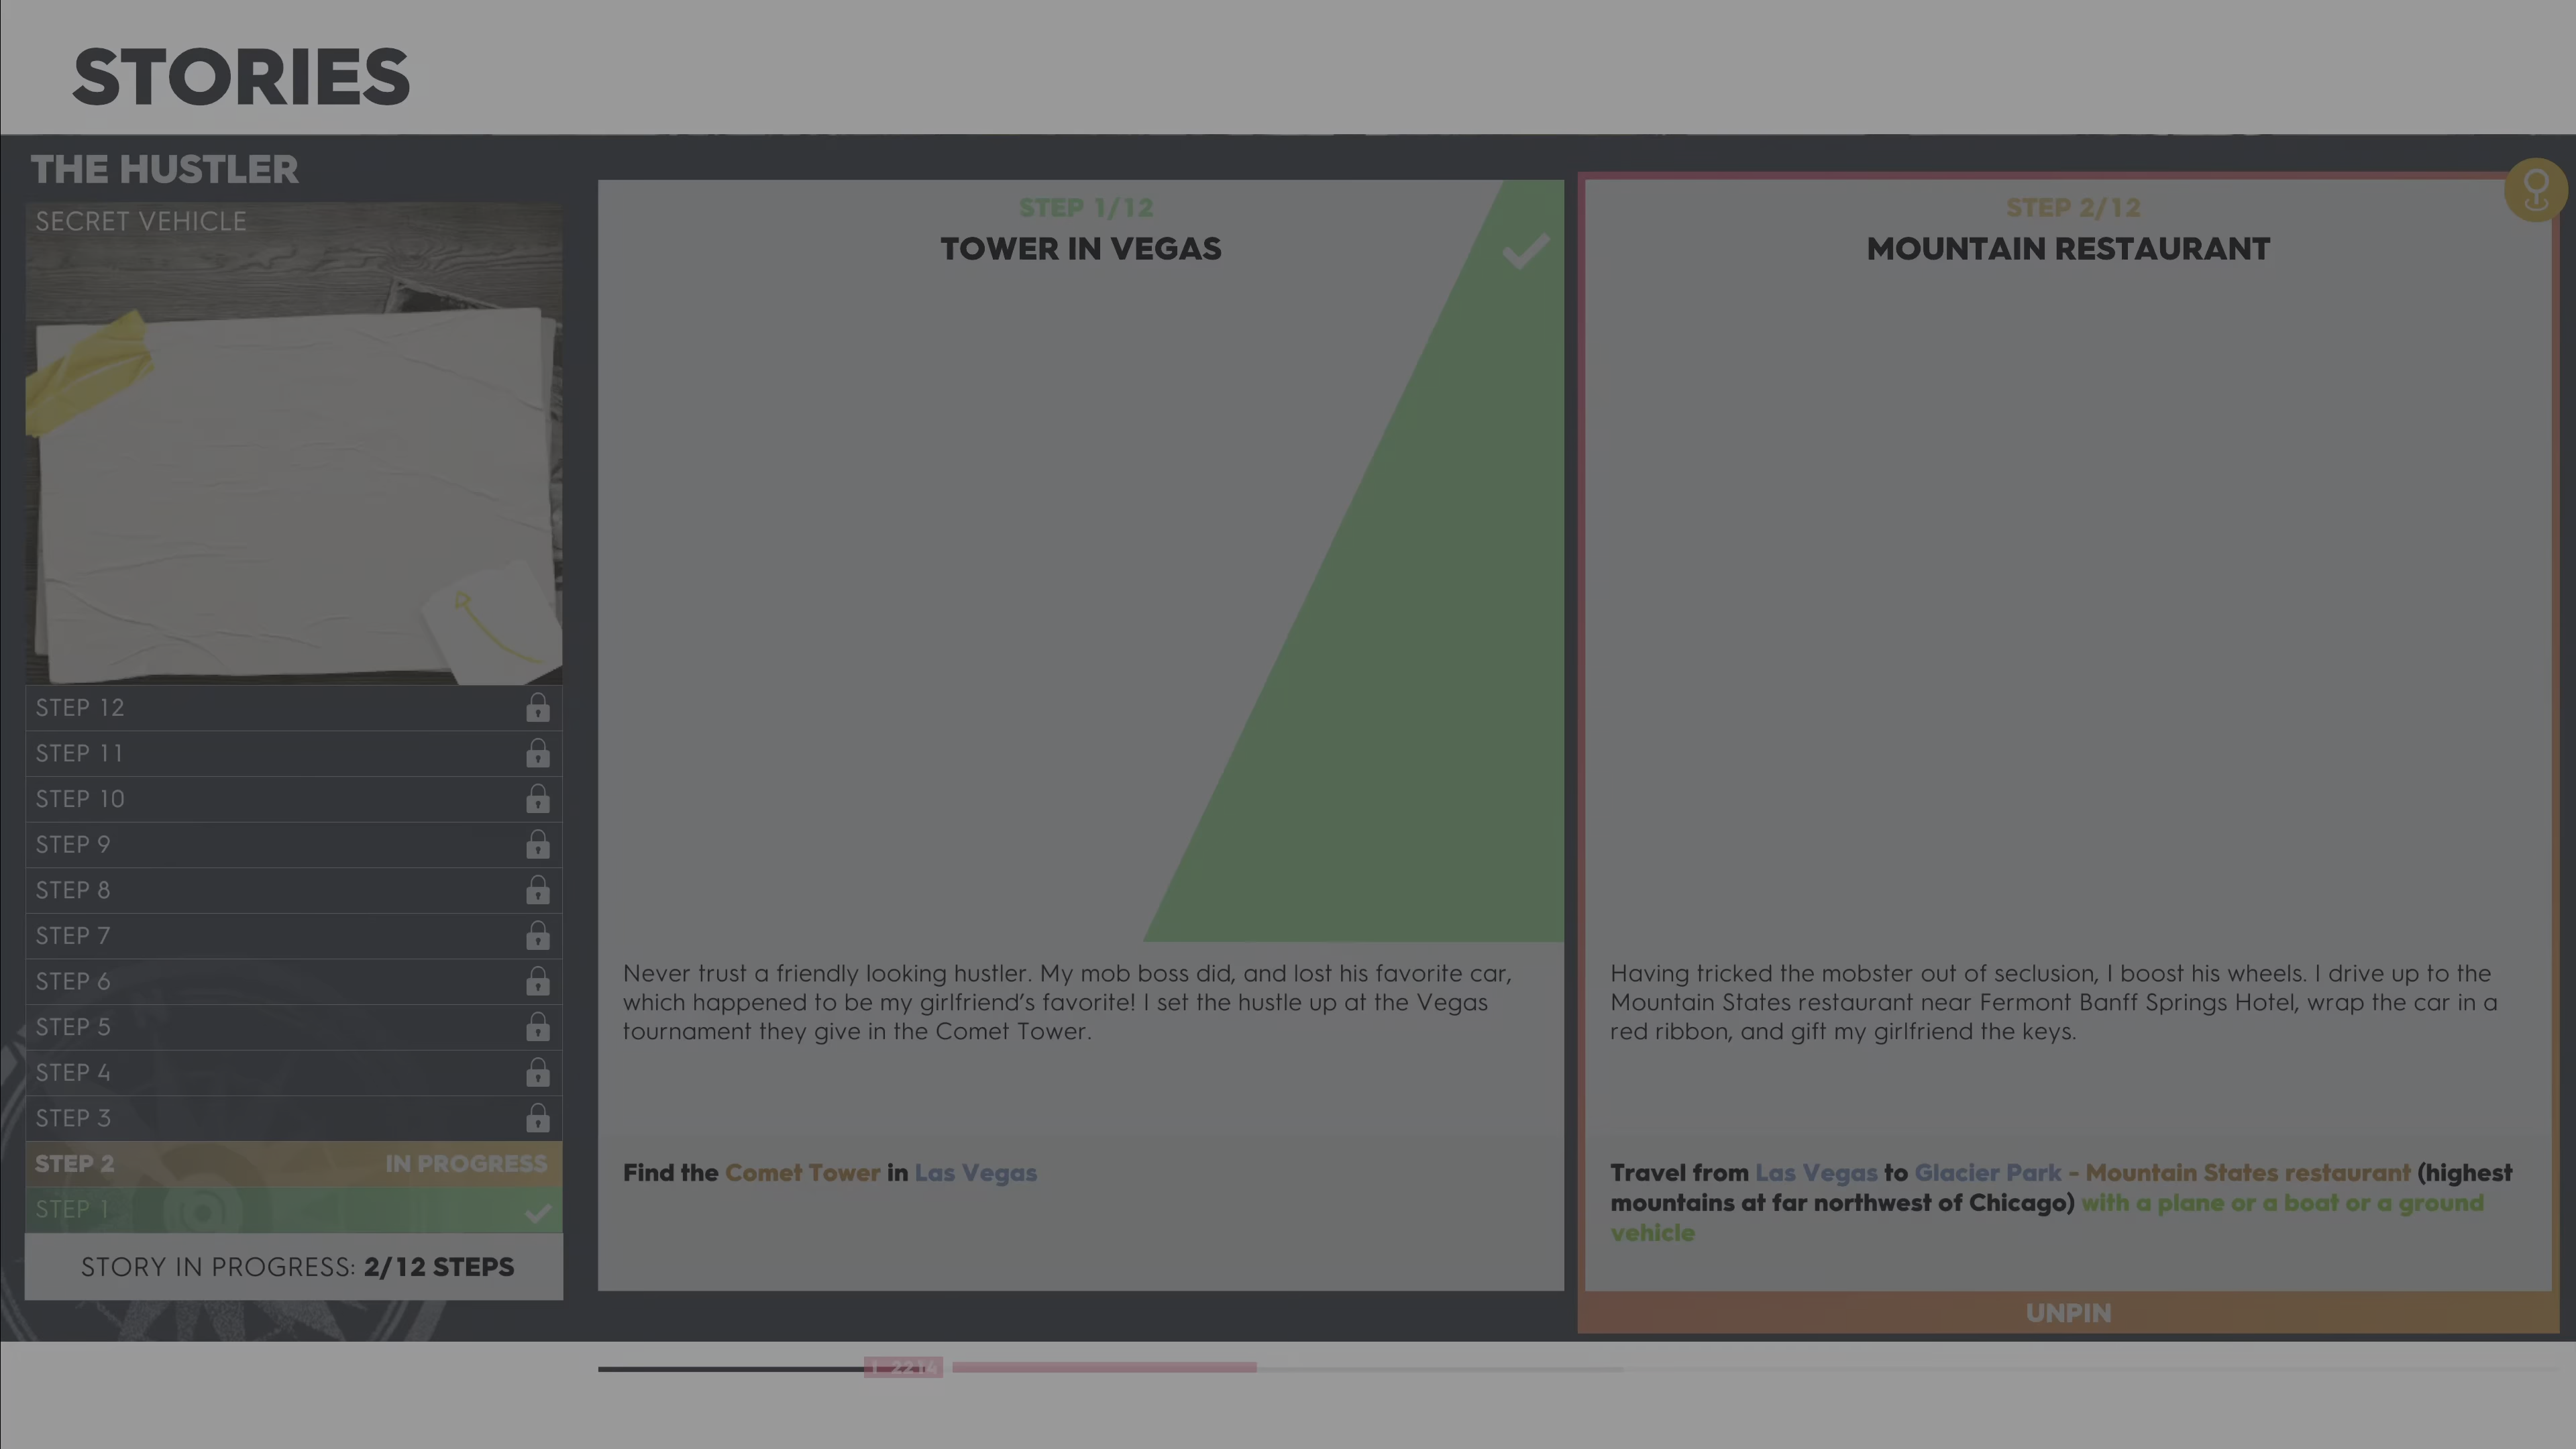 STORIES
THE HUSTLER
SECRET VEHICLE
STEP 12
STEP 11
STEP 10
STEP 9
STEP 8
STEP 7
STEP 6
STEP 5
STEP 4
STEP 3
STEP 2 IN PROGRESS
STEP 1
STORY IN PROGRESS: 2/12 STEPS
STEP 1/12
TOWER IN VEGAS
Never trust a friendly looking hustler. My mob boss did, and lost his favorite car,
which happened to be my girlfriend's favorite! I set the hustle up at the Vegas
tournament they give in the Comet Tower.
Find the Comet Tower in Las Vegas
STEP 2/12
MOUNTAIN RESTAURANT
Having tricked the mobster out of seclusion, I boost his wheels. I drive up to the
Mountain States restaurant near Fermont Banff Springs Hotel, wrap the car in a
red ribbon, and gift my girlfriend the keys.
Travel from Las Vegas to Glacier Park - Mountain States restaurant (highest
mountains at far northwest of Chicago) with a plane or a boat or a ground
vehicle
UNPIN
2214